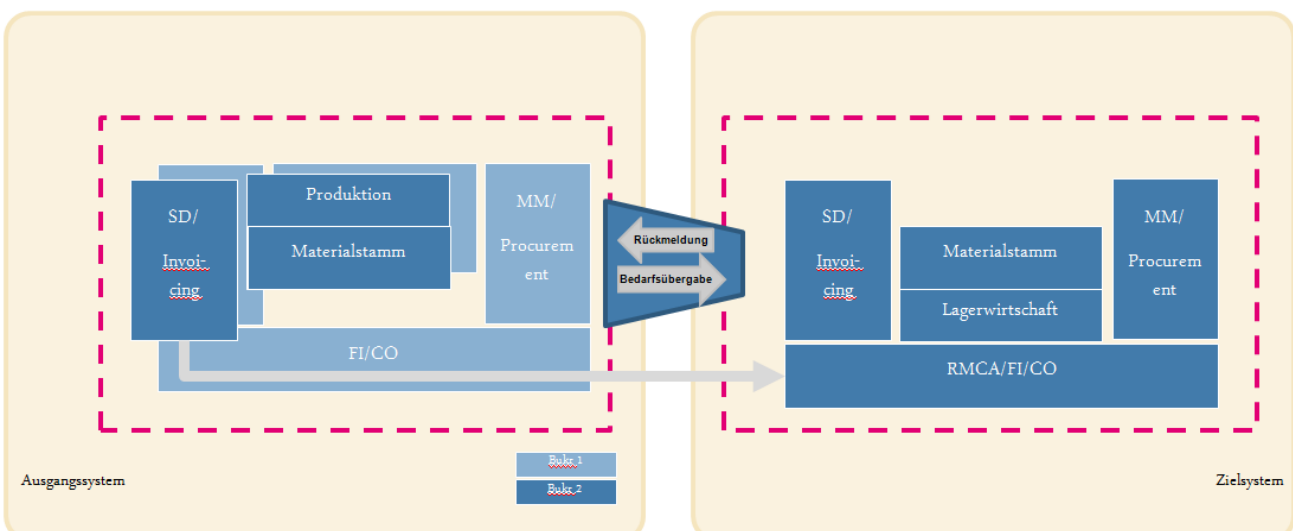 Produktion
SD/
Invoi-
cing
Materialstamm
MM/
Procurem
ent
FI/CO
Rückmeldung
Bedarfsübergabe
SD/
Invoi-
cing
Materialstamm
Lagerwirtschaft
MM/
Procurem
ent
RMCA/FI/CO
Bukr. 1
Bukr. 2
Ausgangssystem
Zielsystem